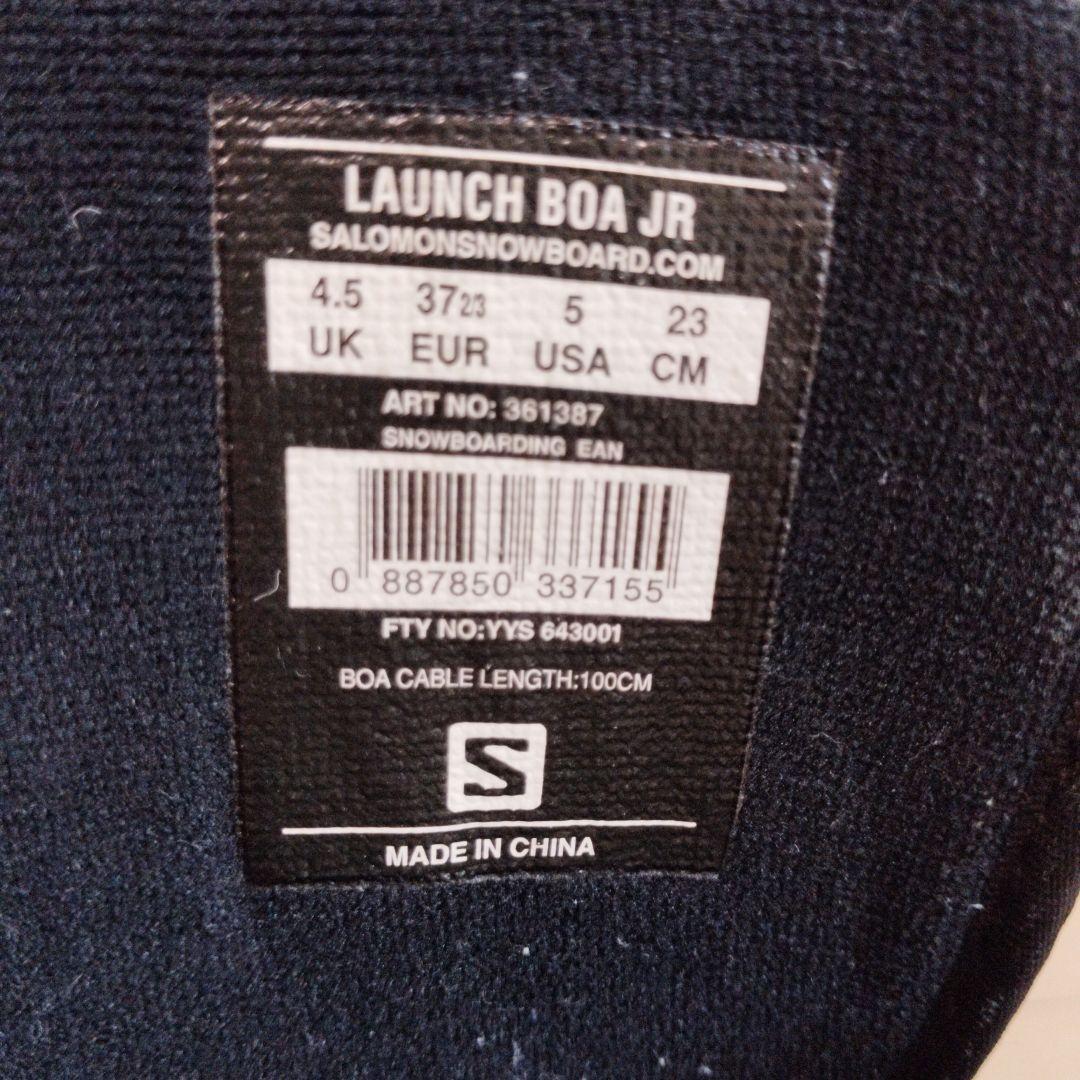 LAUNCH BOA JR
SALOMONSNOWBOARD.COM
4.5 37 2/3 5 23
UK EUR USA CM
ART NO: 361387
SNOWBOARDING EAN
0 887850 337155
FTY NO:YYS 643001
BOA CABLE LENGTH:100CM
S
MADE IN CHINA